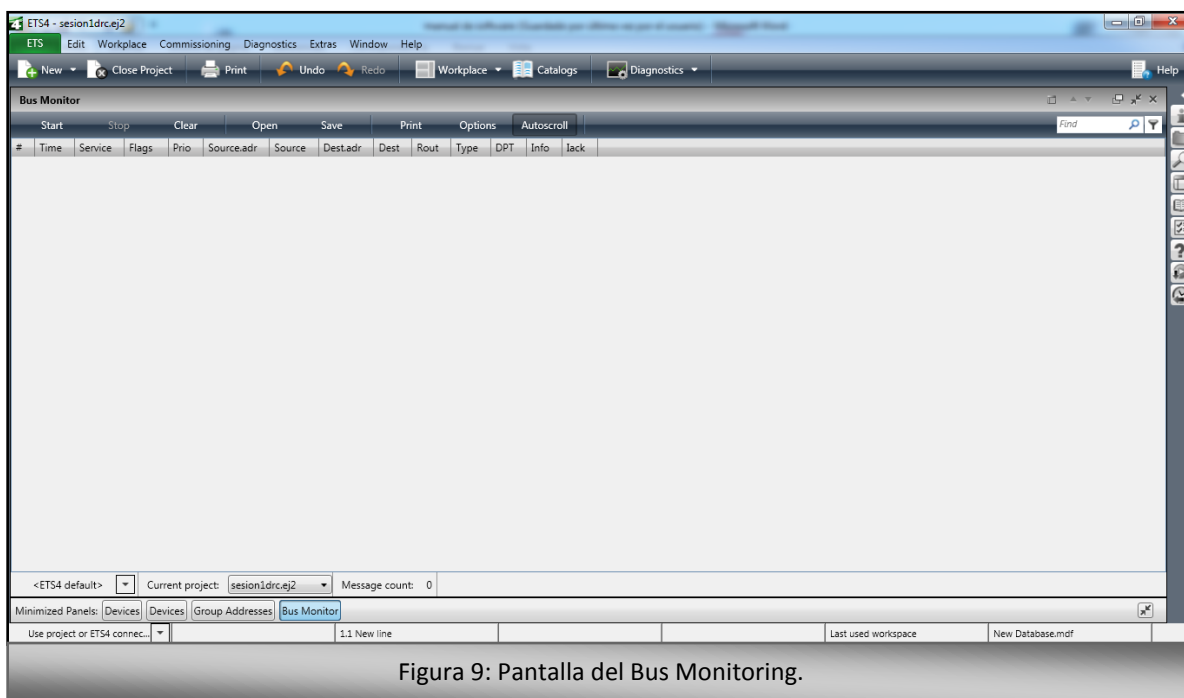 ETS4 - sesion1drc.ej2
ETS Edit Workplace Commissioning Diagnostics Extras Window Help
New Close Project Print Undo Redo Workplace Catalogs Diagnostics Help
Bus Monitor
Start Stop Clear Open Save Print Options Autoscroll Find
# Time Service Flags Prio Source.adr Source Dest.adr Dest Rout Type DPT Info Iack
<ETS4 default> Current project: sesion1drc.ej2 Message count: 0
Minimized Panels: Devices Devices Group Addresses Bus Monitor
Use project or ETS4 connec... 1.1 New line Last used workspace New Database.mdf
Figura 9: Pantalla del Bus Monitoring.